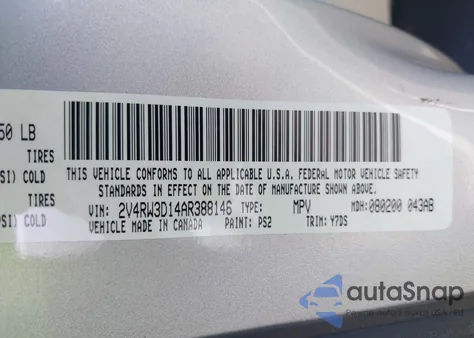 50 LB
TIRES
SI) COLD
TIRES
SI) COLD
THIS VEHICLE CONFORMS TO ALL APPLICABLE U.S.A. FEDERAL MOTOR VEHICLE SAFETY
STANDARDS IN EFFECT ON THE DATE OF MANUFACTURE SHOWN ABOVE.
VIN: 2V4RW3D14AR388146 TYPE: MPV MDH: 080200 043AB
VEHICLE MADE IN CANADA PAINT: PS2 TRIM: Y7DS
autoSnap